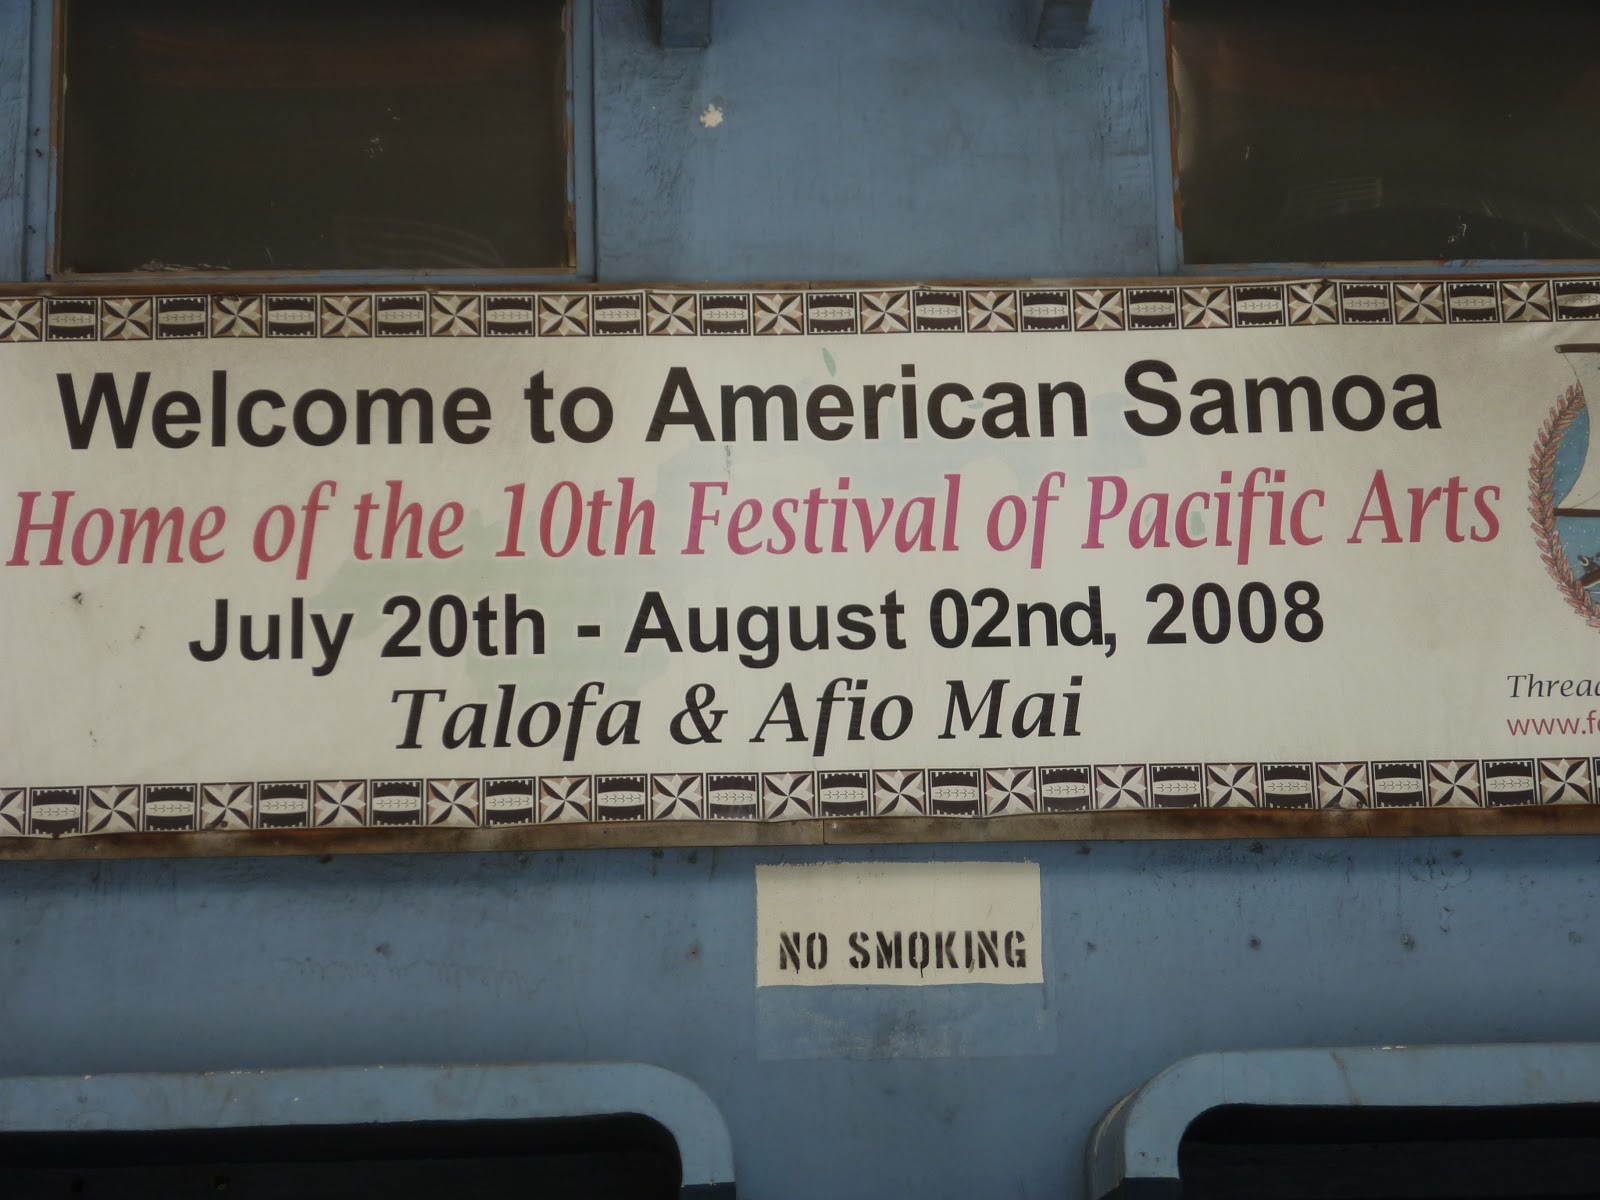 Welcome to American Samoa
Home of the 10th Festival of Pacific Arts
July 20th - August 02nd, 2008
Talofa & Afio Mai
NO SMOKING